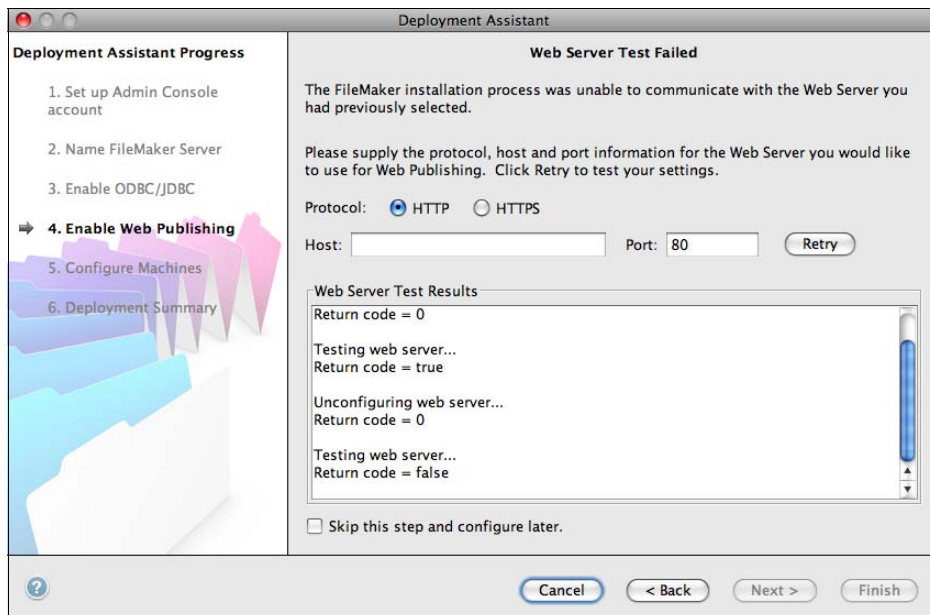 Deployment Assistant
Deployment Assistant Progress
1. Set up Admin Console
account
2. Name FileMaker Server
3. Enable ODBC/JDBC
4. Enable Web Publishing
5. Configure Machines
6. Deployment Summary
Web Server Test Failed
The FileMaker installation process was unable to communicate with the Web Server you
had previously selected.
Please supply the protocol, host and port information for the Web Server you would like
to use for Web Publishing. Click Retry to test your settings.
Protocol: HTTP HTTPS
Host: Port: 80 Retry
Web Server Test Results
Return code = 0
Testing web server...
Return code = true
Unconfiguring web server...
Return code = 0
Testing web server...
Return code = false
Skip this step and configure later.
? Cancel < Back Next > Finish